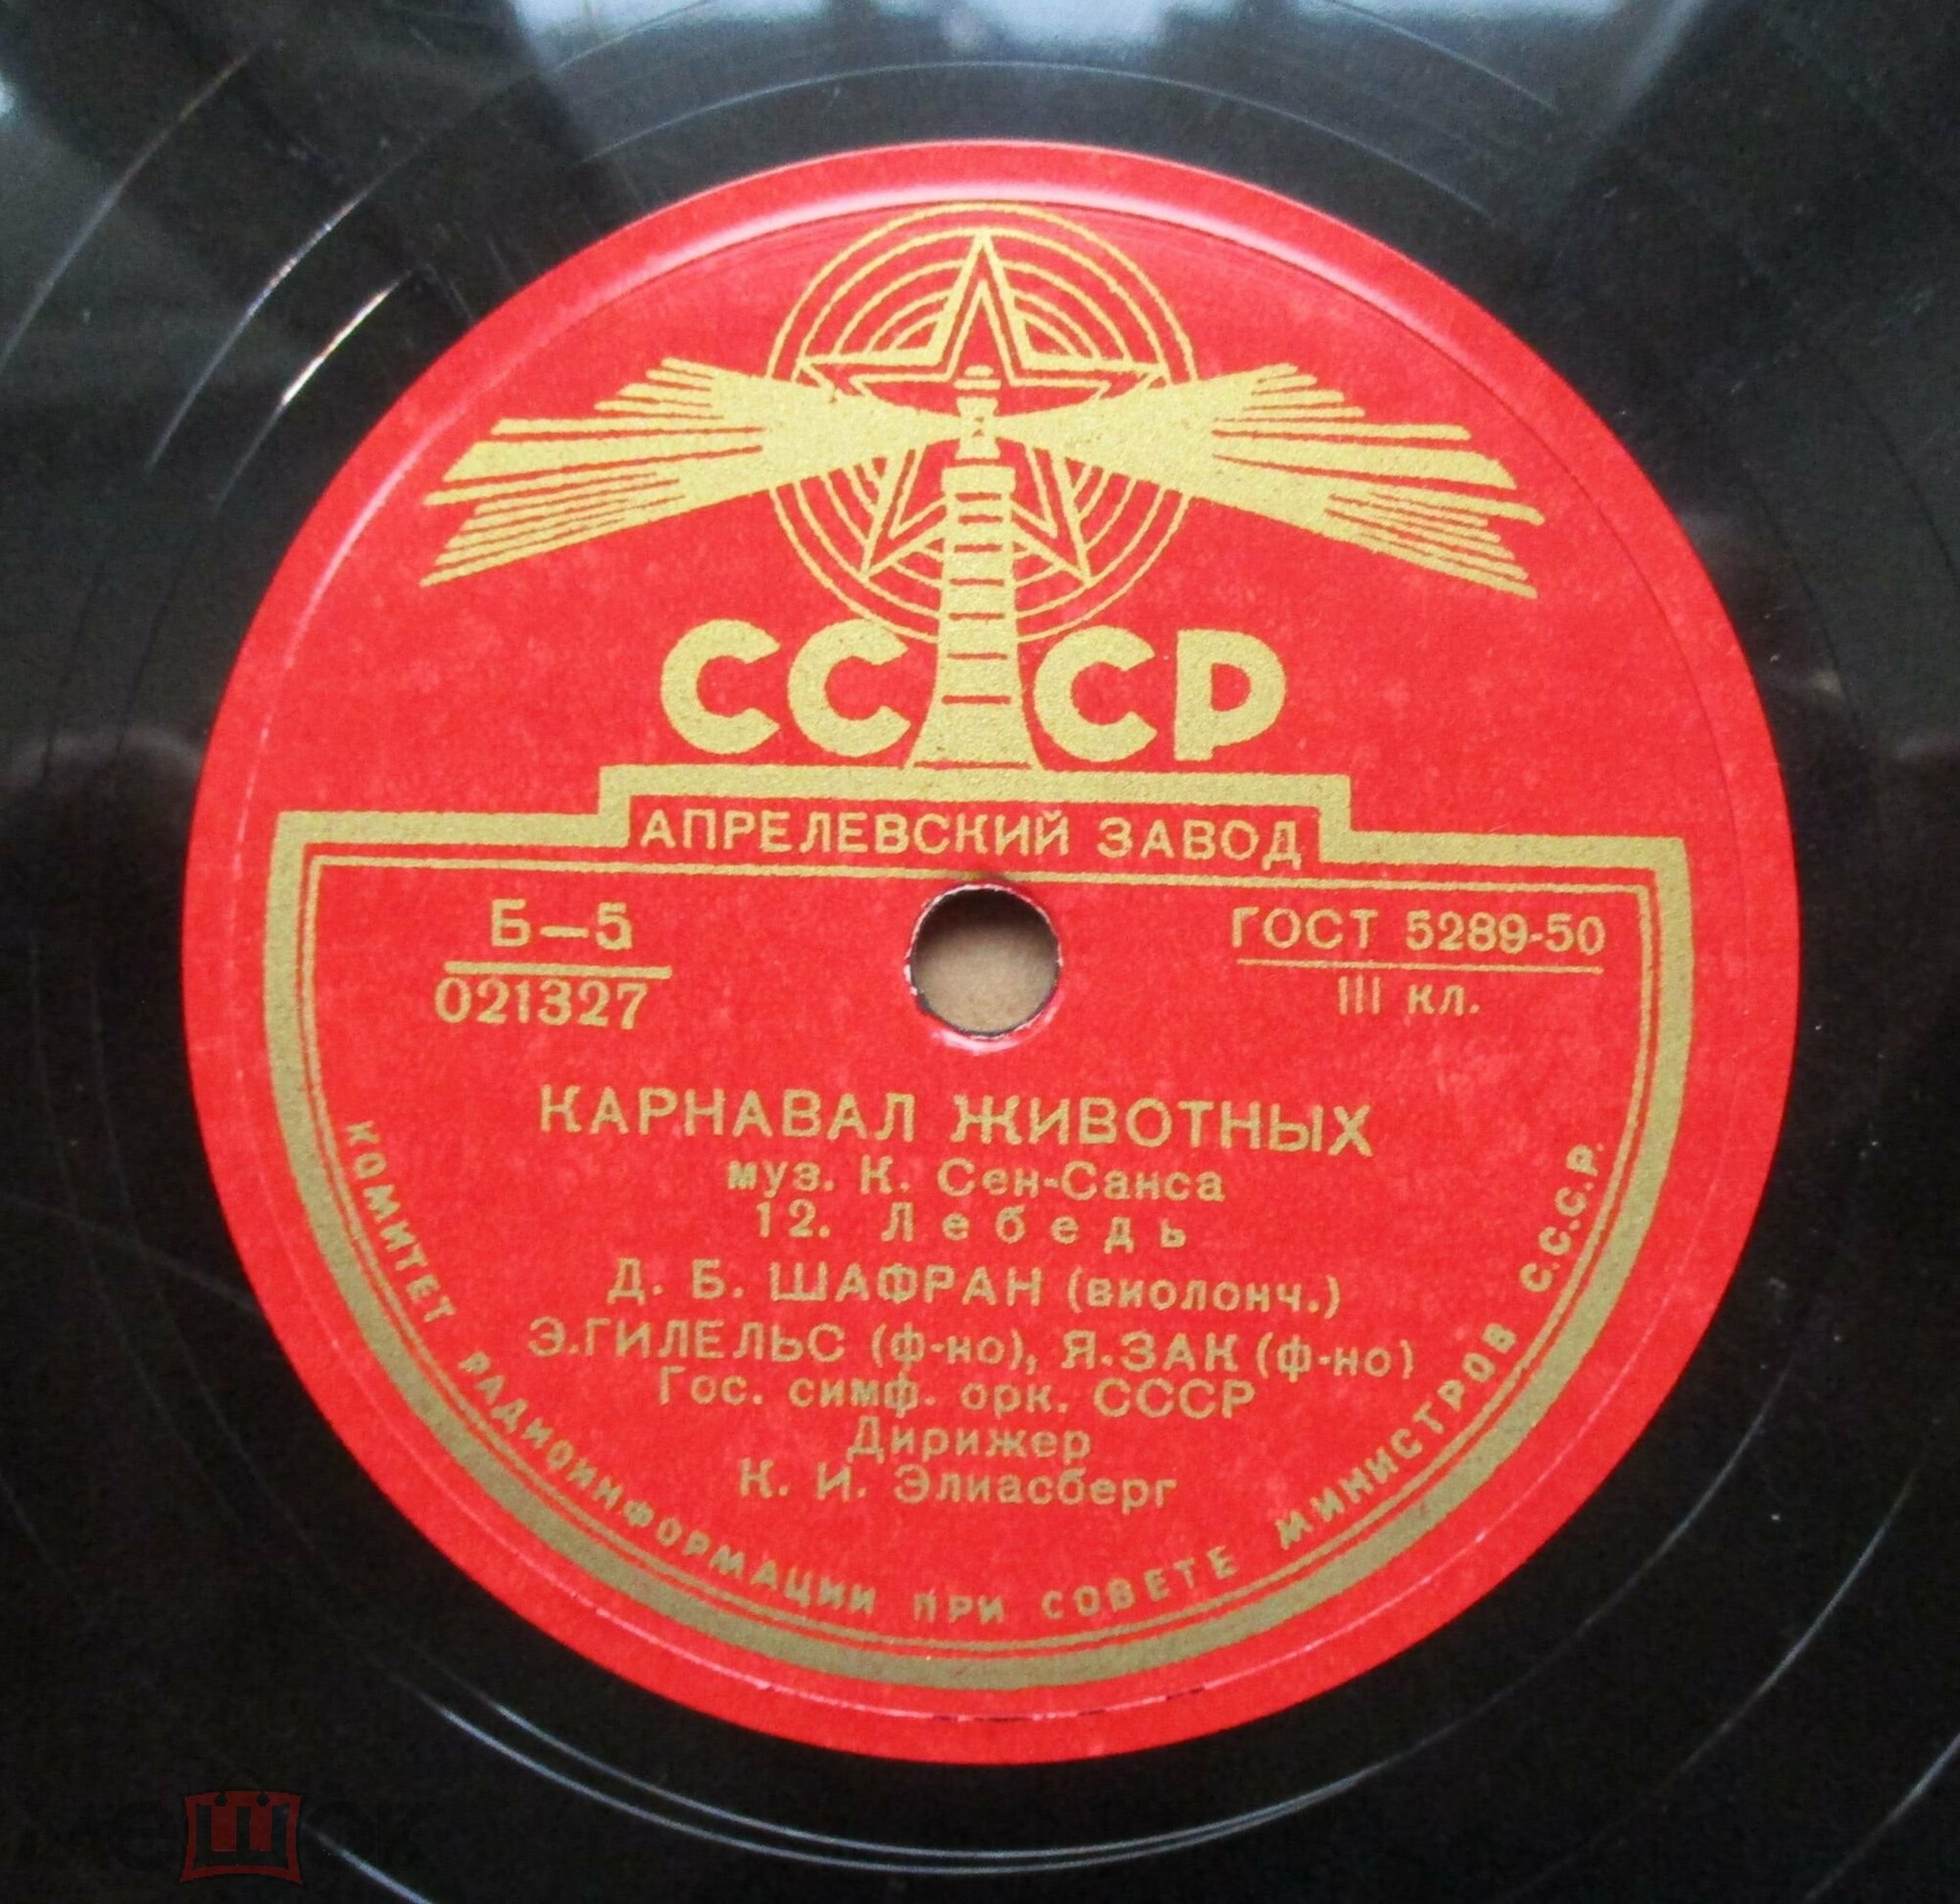 СССР
АПРЕЛЕВСКИЙ ЗАВОД
Б—5
021327
ГОСТ 5289-50
III кл.
КАРНАВАЛ ЖИВОТНЫХ
муз. К. Сен-Санса
12. Лебедь
Д. Б. ШАФРАН (виолонч.)
Э.ГИЛЕЛЬС (ф-но), Я.ЗАК (ф-но)
Гос. симф. орк. СССР
Дирижер
К. И. Элиасберг
КОМИТЕТ РАДИОИНФОРМАЦИИ ПРИ СОВЕТЕ МИНИСТРОВ С.С.С.Р.
мешок